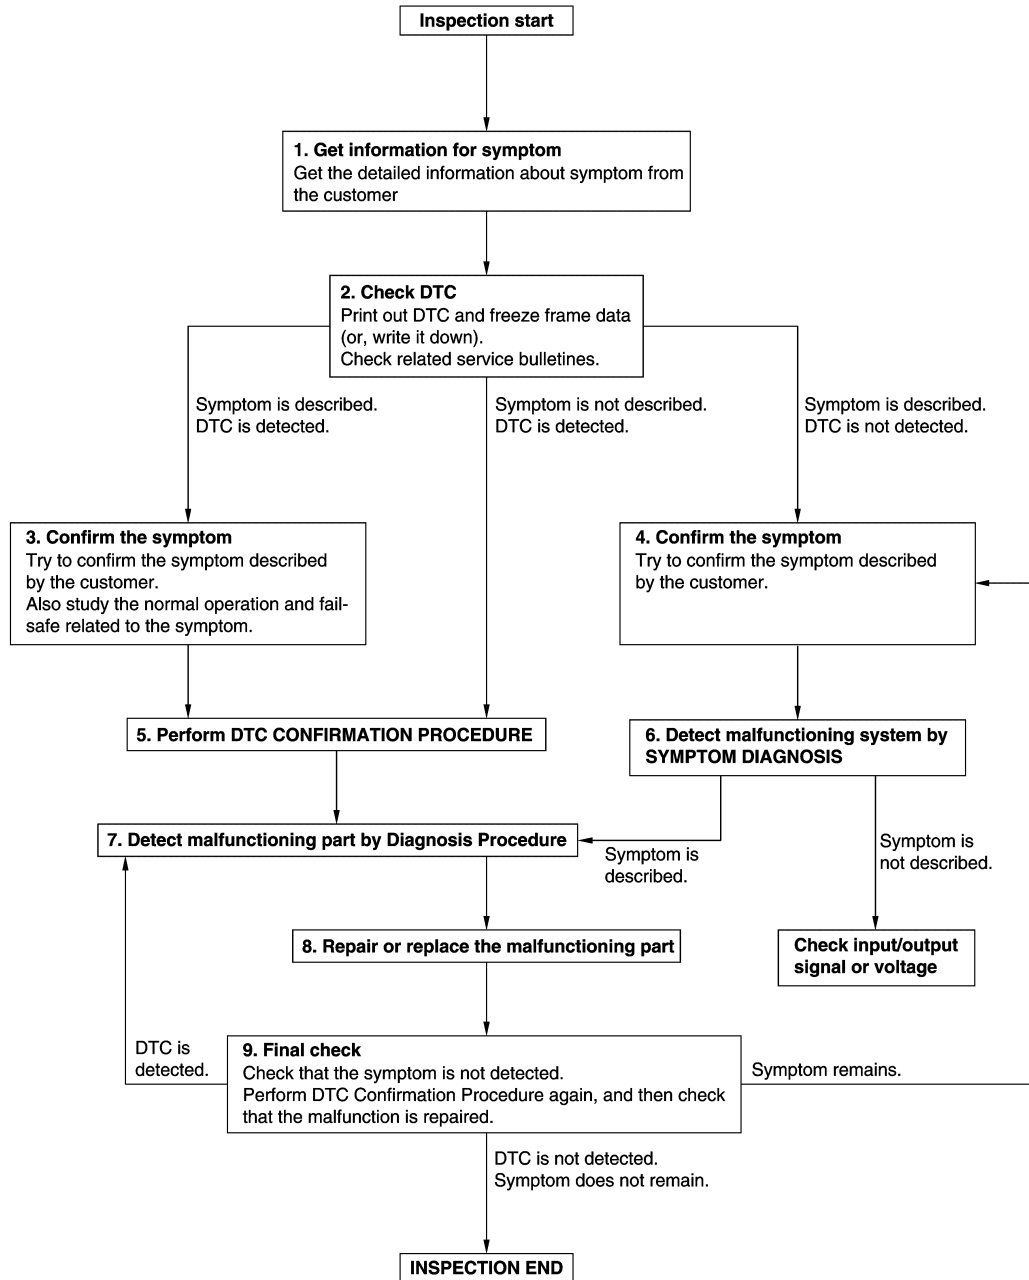 Inspection start
1. Get information for symptom
Get the detailed information about symptom from
the customer
2. Check DTC
Print out DTC and freeze frame data
(or, write it down).
Check related service bulletines.
Symptom is described.
DTC is detected.
Symptom is not described.
DTC is detected.
Symptom is described.
DTC is not detected.
3. Confirm the symptom
Try to confirm the symptom described
by the customer.
Also study the normal operation and fail-
safe related to the symptom.
4. Confirm the symptom
Try to confirm the symptom described
by the customer.
5. Perform DTC CONFIRMATION PROCEDURE
6. Detect malfunctioning system by
SYMPTOM DIAGNOSIS
7. Detect malfunctioning part by Diagnosis Procedure
Symptom is
described.
Symptom is
not described.
8. Repair or replace the malfunctioning part
Check input/output
signal or voltage
DTC is
detected.
9. Final check
Check that the symptom is not detected.
Perform DTC Confirmation Procedure again, and then check
that the malfunction is repaired.
Symptom remains.
DTC is not detected.
Symptom does not remain.
INSPECTION END